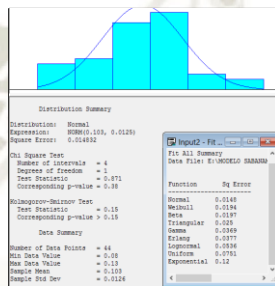 Distribution Summary
Distribution: Normal
Expression: NORM(0.103, 0.0125)
Square Error: 0.014832
Chi Square Test
Number of intervals = 4
Degrees of freedom = 1
Test Statistic = 0.871
Corresponding p-value = 0.38
Kolmogorov-Smirnov Test
Test Statistic = 0.15
Corresponding p-value > 0.15
Data Summary
Number of Data Points = 44
Min Data Value = 0.08
Max Data Value = 0.13
Sample Mean = 0.103
Sample Std Dev = 0.0126
Input2 - Fit ...
Fit All Summary
Data File: E:\MODELO SABANA
Function Sq Error
Normal 0.0148
Weibull 0.0194
Beta 0.0197
Triangular 0.025
Gamma 0.0369
Erlang 0.0377
Lognormal 0.0536
Uniform 0.0751
Exponential 0.12